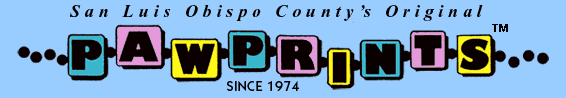 San Luis Obispo County's Original
PAWPRINTS™
SINCE 1974